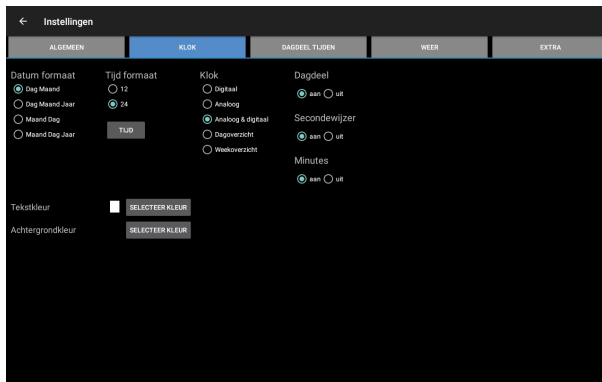 Instellingen
ALGEMEEN KLOK DAGDEEL TIJDEN WEER EXTRA
Datum formaat Tijd formaat Klok Dagdeel
Dag Maand 12 Digitaal aan uit
Dag Maand Jaar 24 Analoog
Maand Dag Analoog & digitaal Secondewijzer
Maand Dag Jaar TIJD Dagoverzicht aan uit
Weekoverzicht
Minutes
aan uit
Tekstkleur SELECTEER KLEUR
Achtergrondkleur SELECTEER KLEUR